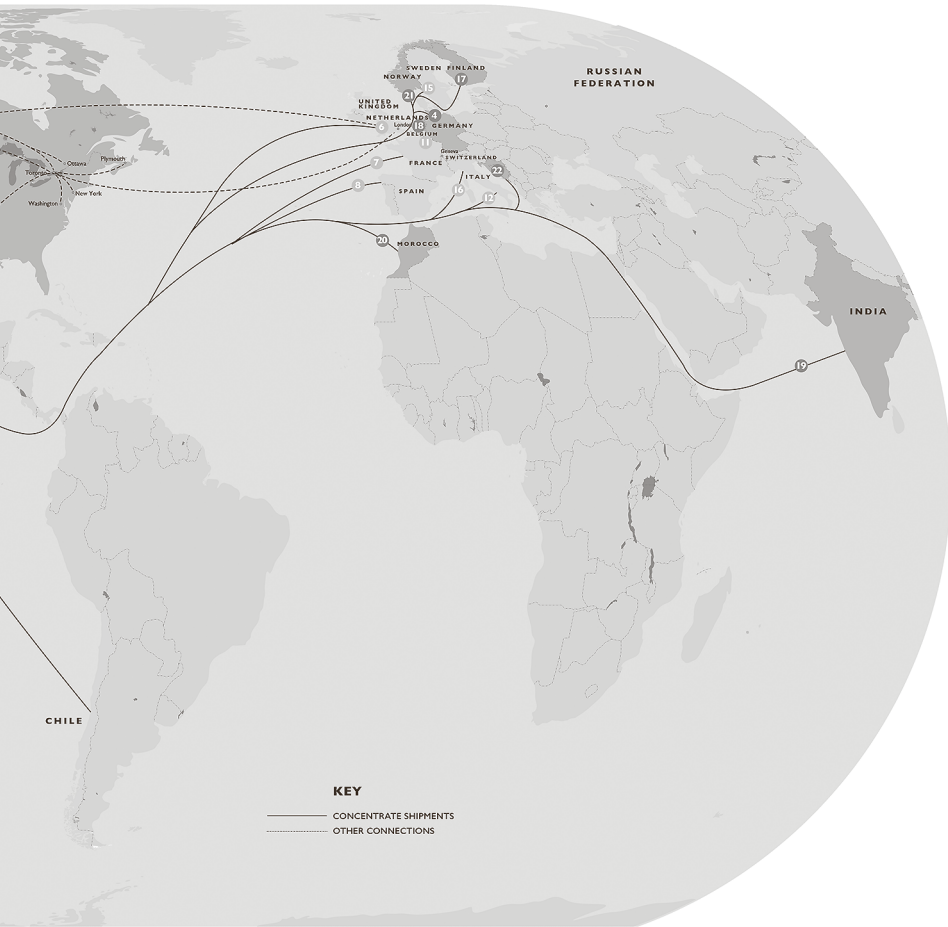 RUSSIAN
FEDERATION
SWEDEN FINLAND
NORWAY
17
15
21
UNITED
KINGDOM
NETHERLANDS
4
London
18
GERMANY
6
BELGIUM
11
Ottawa
Plymouth
Toronto
Geneva
SWITZERLAND
7
FRANCE
22
ITALY
8
SPAIN
16
12
New York
Washington
20
MOROCCO
INDIA
19
CHILE
KEY
CONCENTRATE SHIPMENTS
OTHER CONNECTIONS